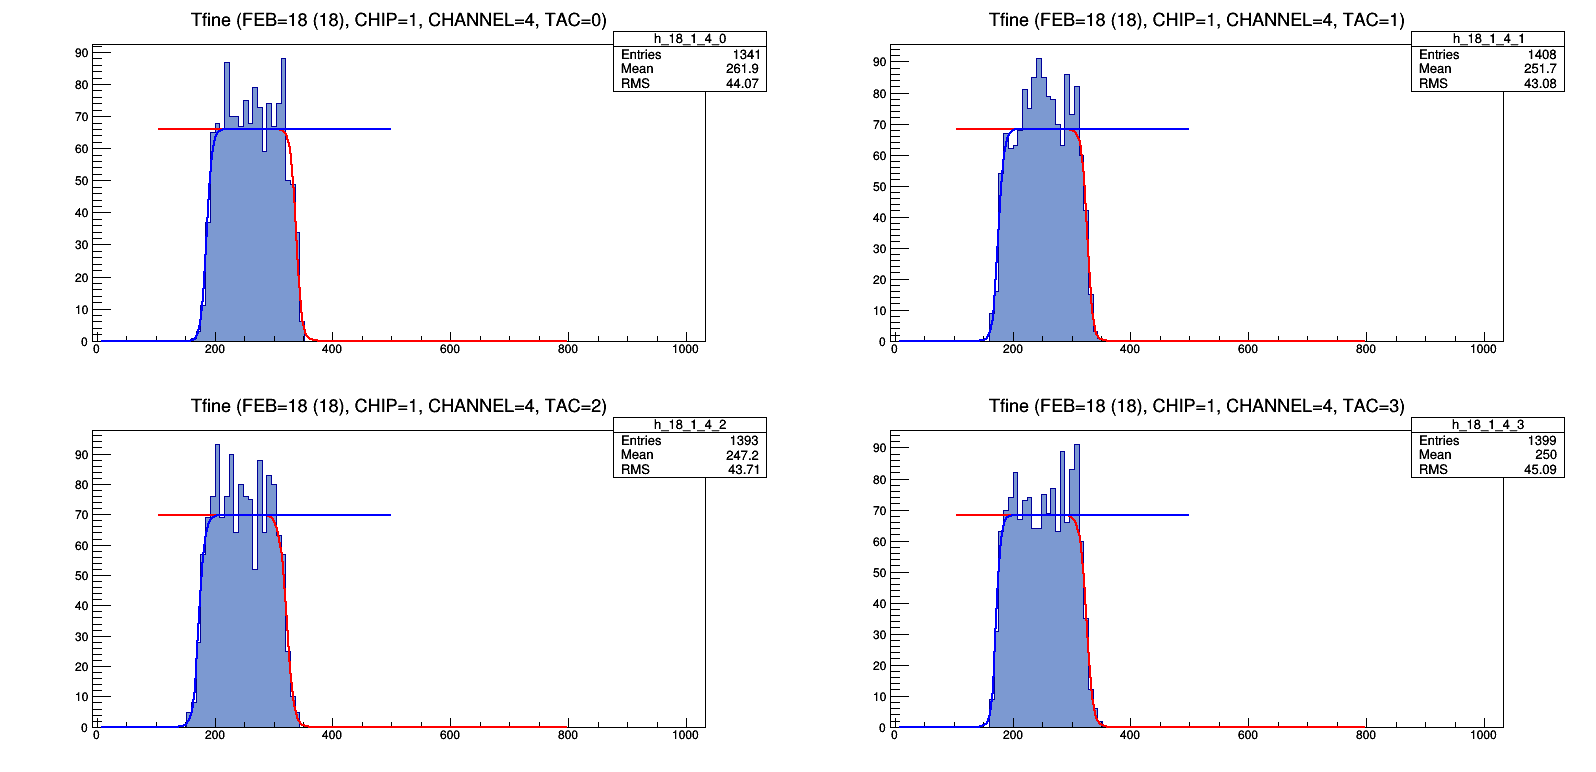 Tfine (FEB=18 (18), CHIP=1, CHANNEL=4, TAC=0)
h_18_1_4_0
Entries 1341
Mean 261.9
RMS 44.07
90
80
70
60
50
40
30
20
10
0
0 200 400 600 800 1000
Tfine (FEB=18 (18), CHIP=1, CHANNEL=4, TAC=1)
h_18_1_4_1
Entries 1408
Mean 251.7
RMS 43.08
90
80
70
60
50
40
30
20
10
0
0 200 400 600 800 1000
Tfine (FEB=18 (18), CHIP=1, CHANNEL=4, TAC=2)
h_18_1_4_2
Entries 1393
Mean 247.2
RMS 43.71
90
80
70
60
50
40
30
20
10
0
0 200 400 600 800 1000
Tfine (FEB=18 (18), CHIP=1, CHANNEL=4, TAC=3)
h_18_1_4_3
Entries 1399
Mean 250
RMS 45.09
90
80
70
60
50
40
30
20
10
0
0 200 400 600 800 1000